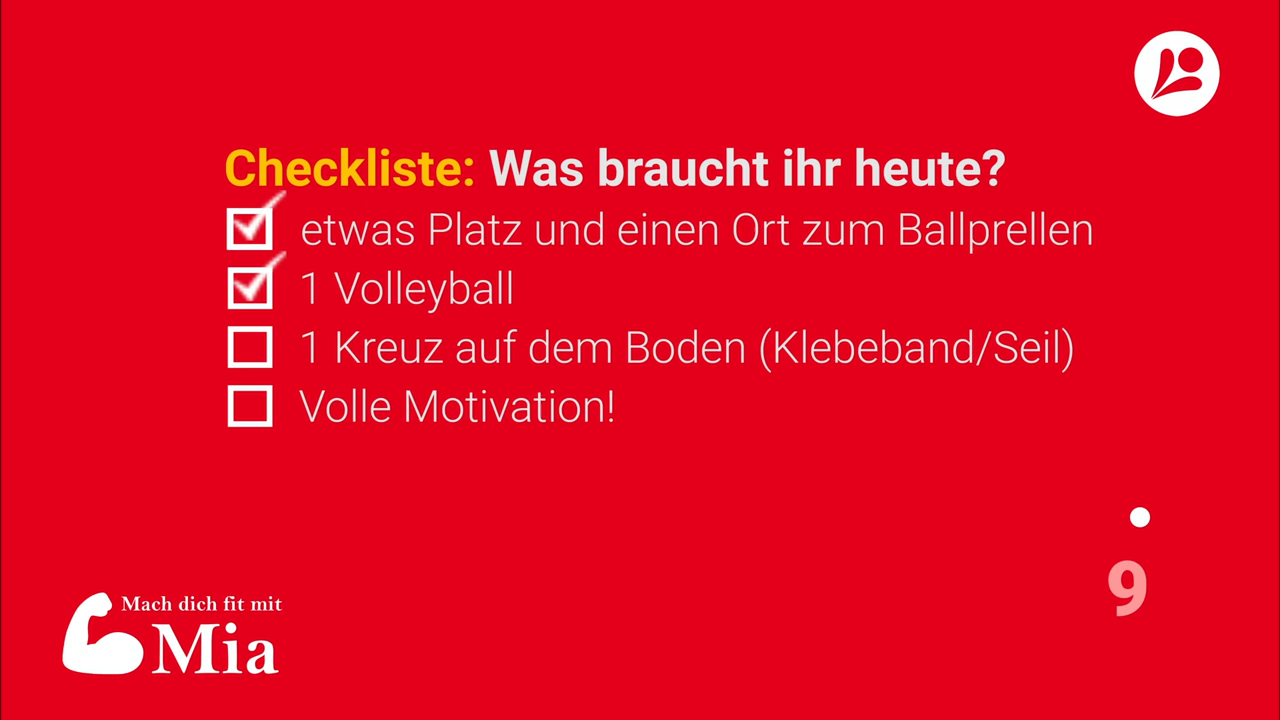 Checkliste: Was braucht ihr heute?
etwas Platz und einen Ort zum Ballprellen
1 Volleyball
1 Kreuz auf dem Boden (Klebeband/Seil)
Volle Motivation!
9
Mach dich fit mit
Mia